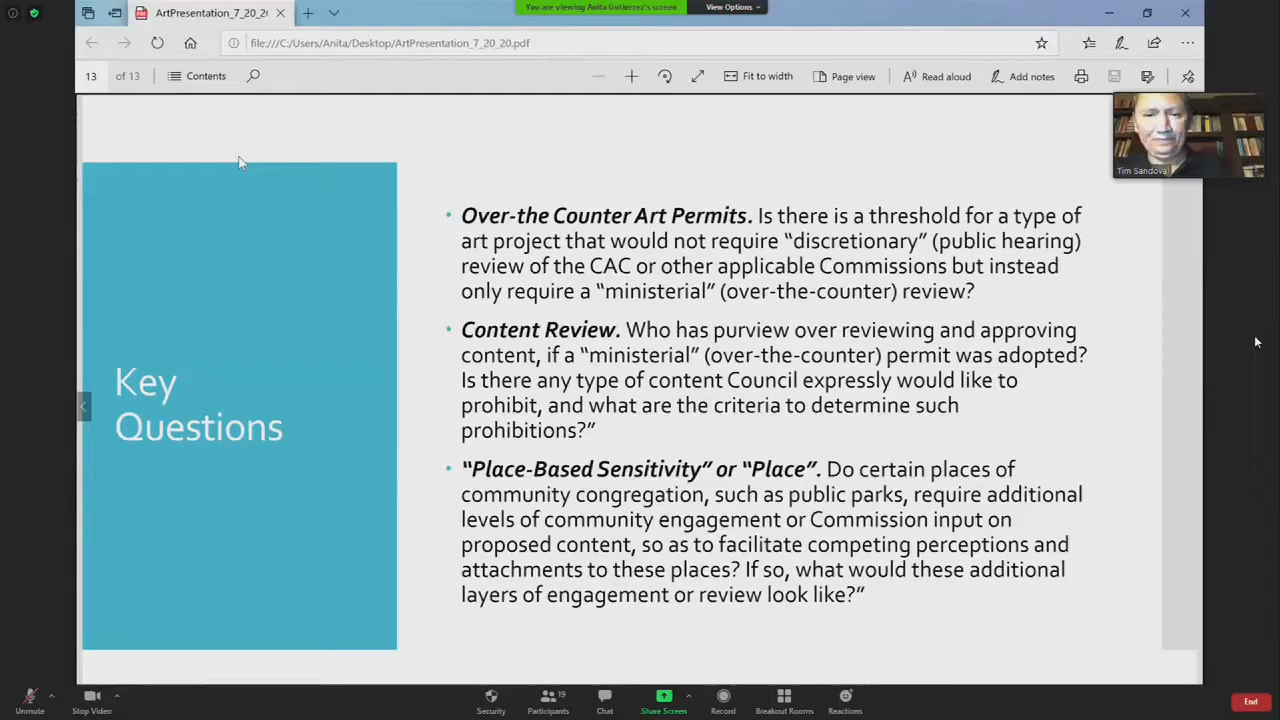 You are viewing Anita Gutierrez's screen
View Options
ArtPresentation_7_20_20
file:///C:/Users/Anita/Desktop/ArtPresentation_7_20_20.pdf
13 of 13
Contents
Fit to width
Page view
Read aloud
Add notes
Tim Sandoval
Key
Questions
• Over-the Counter Art Permits. Is there is a threshold for a type of
art project that would not require “discretionary” (public hearing)
review of the CAC or other applicable Commissions but instead
only require a “ministerial” (over-the-counter) review?
• Content Review. Who has purview over reviewing and approving
content, if a “ministerial” (over-the-counter) permit was adopted?
Is there any type of content Council expressly would like to
prohibit, and what are the criteria to determine such
prohibitions?”
• “Place-Based Sensitivity” or “Place”. Do certain places of
community congregation, such as public parks, require additional
levels of community engagement or Commission input on
proposed content, so as to facilitate competing perceptions and
attachments to these places? If so, what would these additional
layers of engagement or review look like?”
Unmute
Stop Video
Security
Participants
19
Chat
Share Screen
Record
Breakout Rooms
Reactions
End